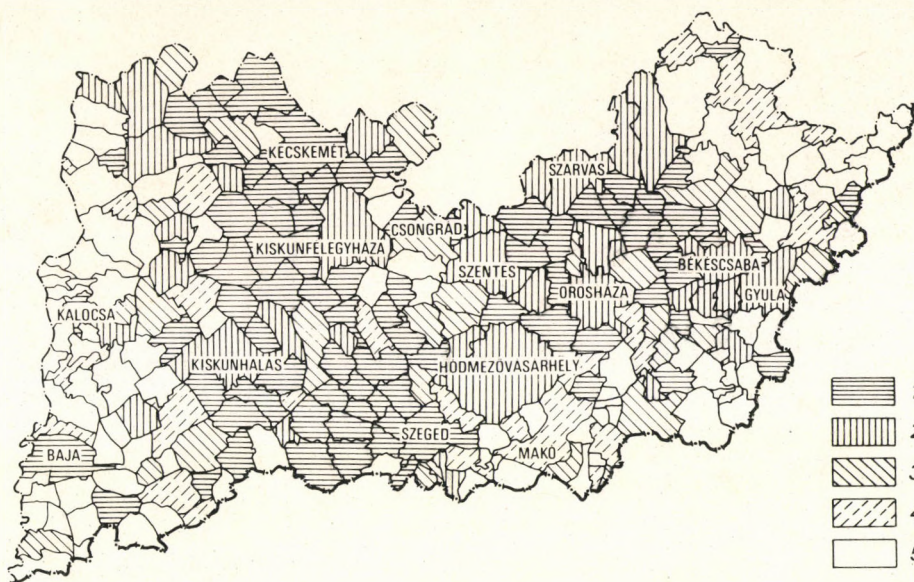 KECSKEMÉT
SZARVAS
CSONGRÁD
KISKUNFÉLEGYHÁZA
BÉKÉSCSABA
SZENTES
OROSHÁZA
GYULA
KALOCSA
KISKUNHALAS
HÓDMEZŐVÁSÁRHELY
SZEGED
BAJA
MAKÓ